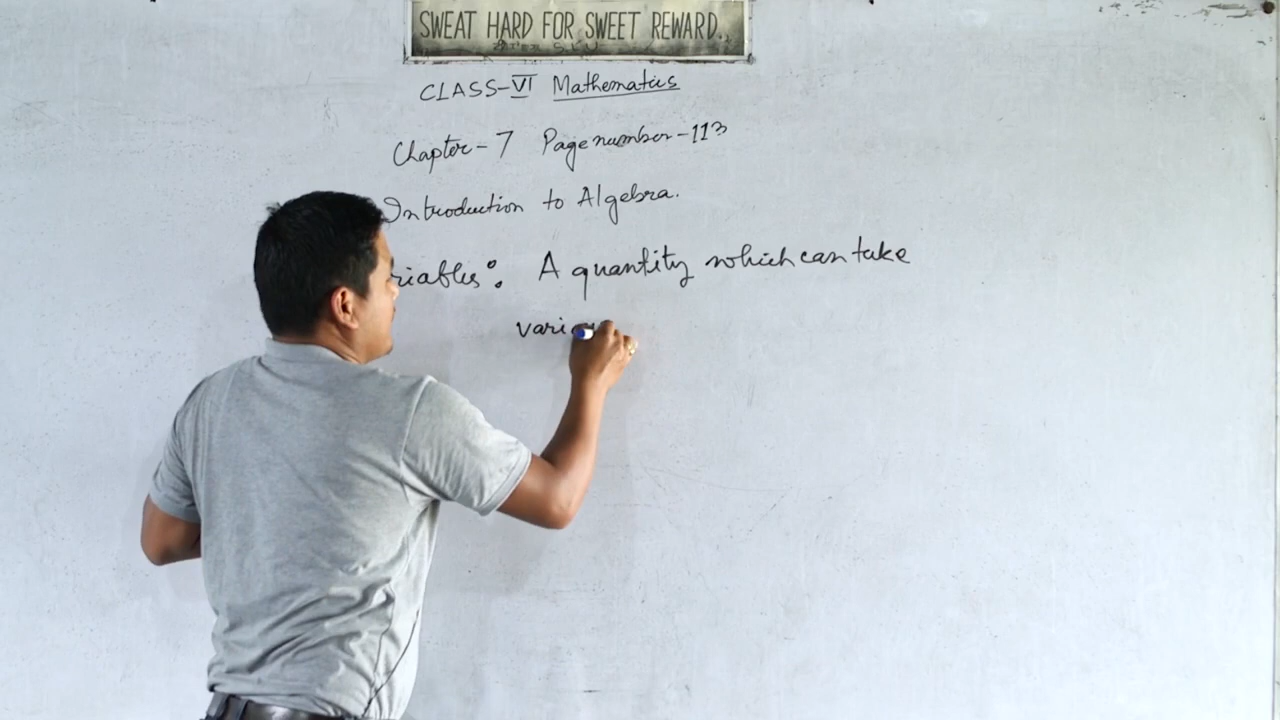 SWEAT HARD FOR SWEET REWARD.
CLASS-VI Mathematics
Chapter-7 Page number-113
Introduction to Algebra.
riables: A quantity which can take
vari